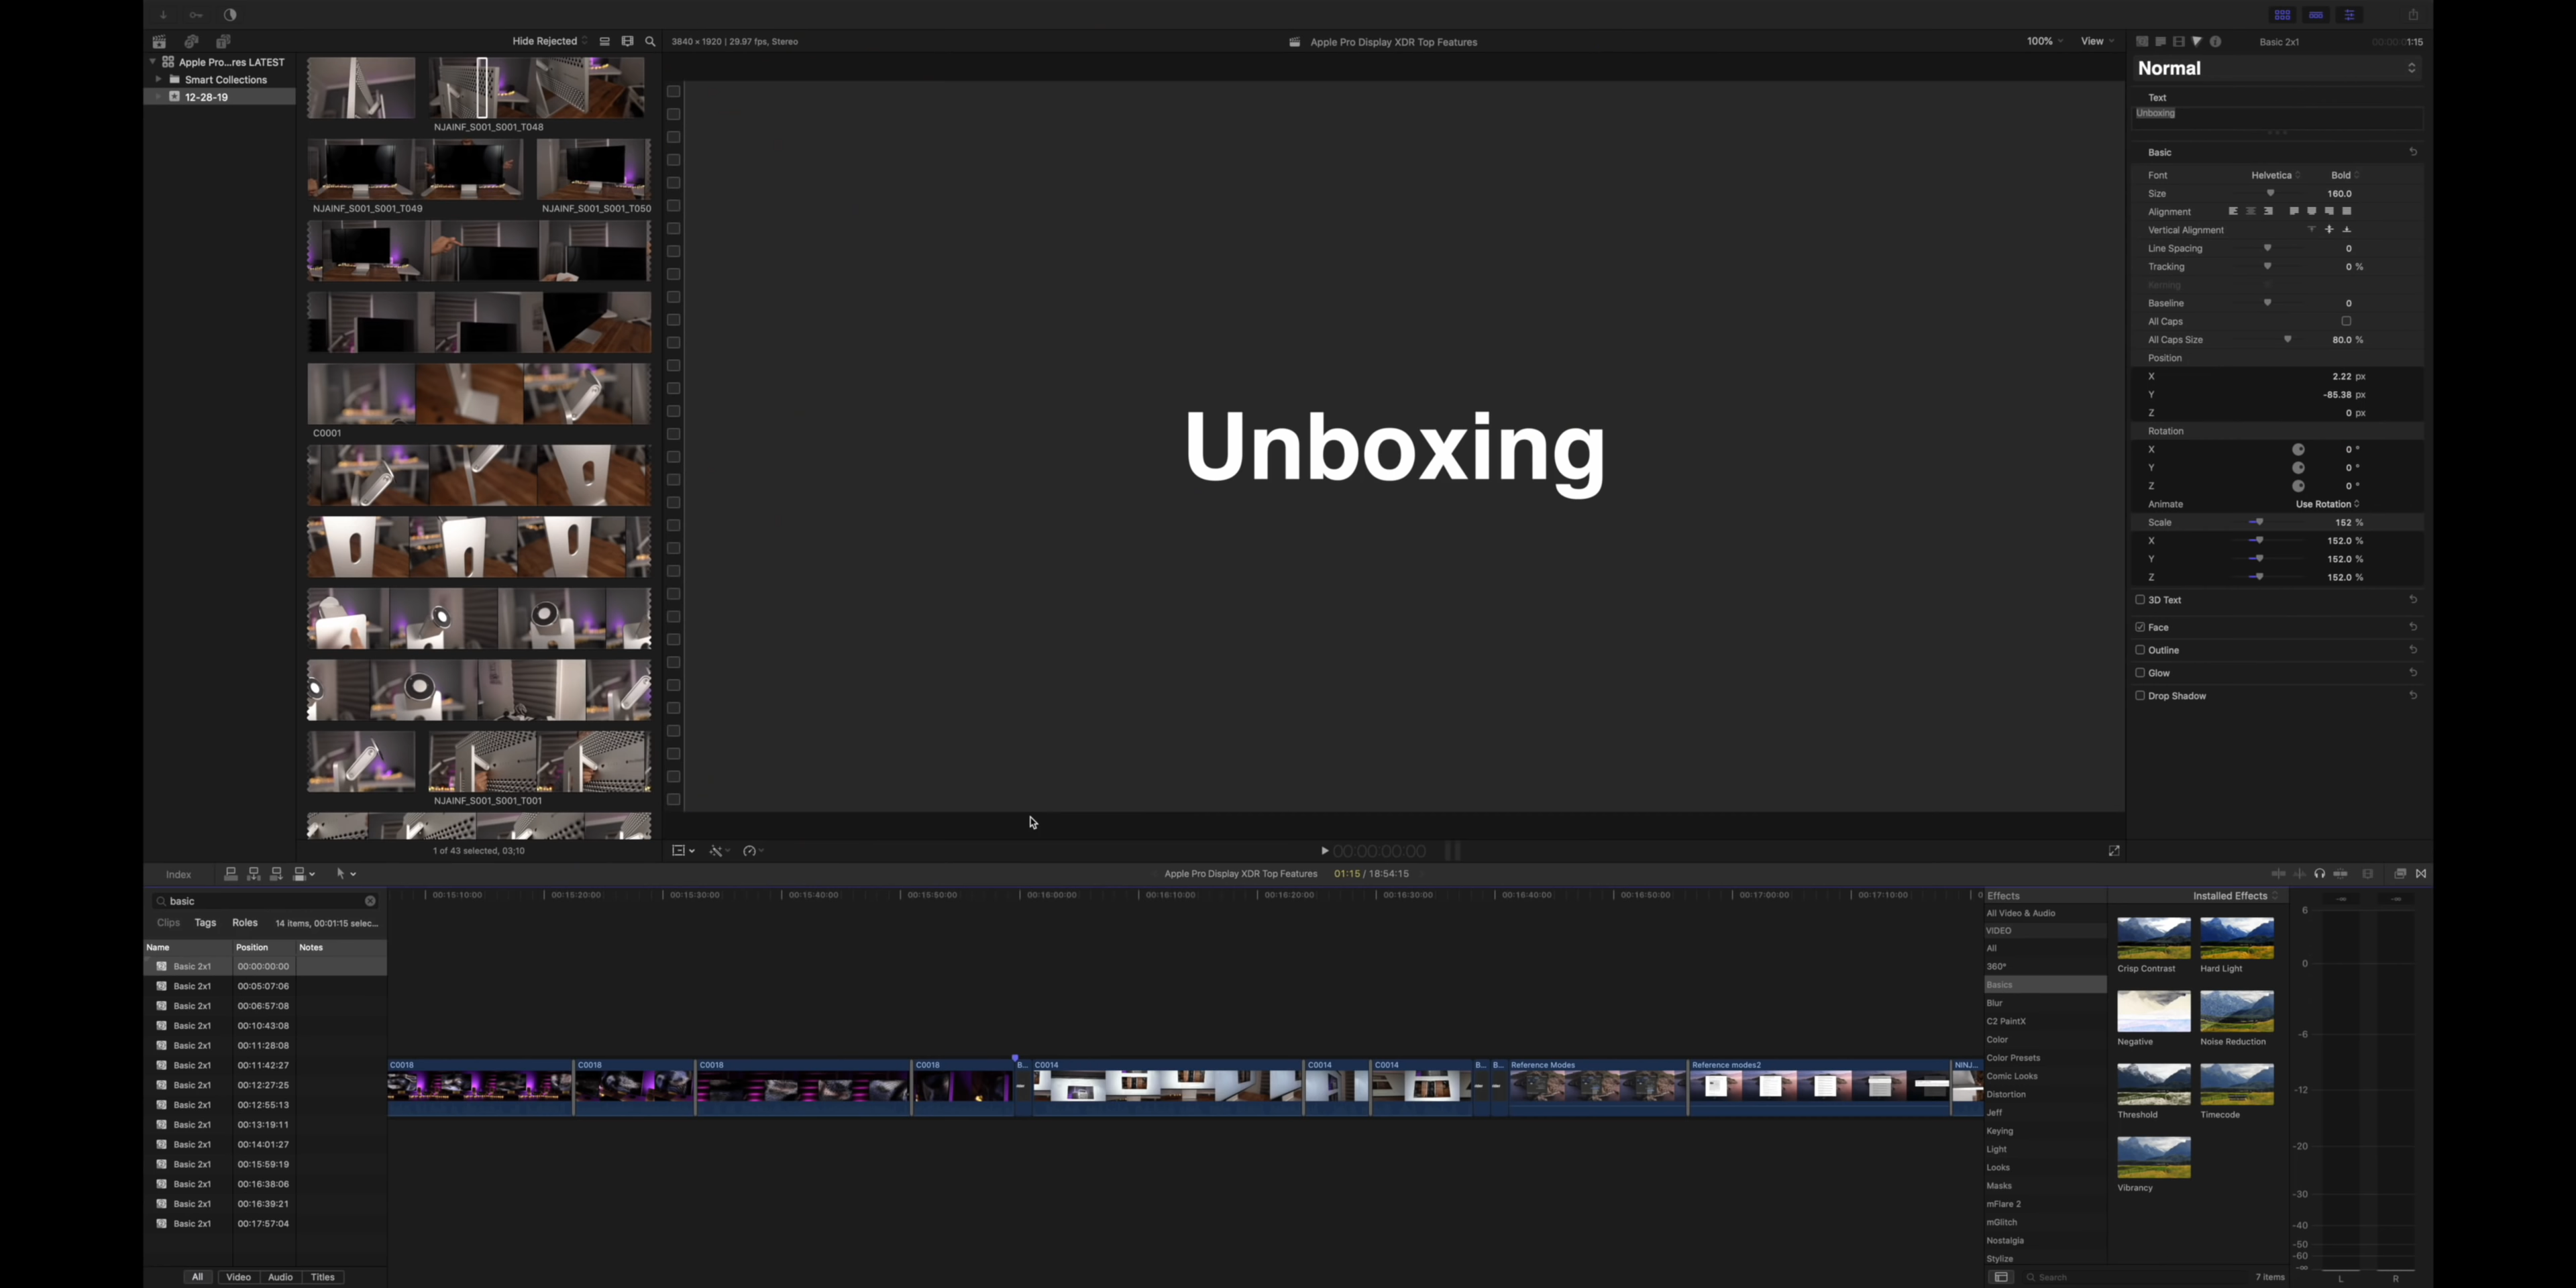 Hide Rejected
3840 × 1920 | 29.97 fps, Stereo
Apple Pro Display XDR Top Features
100%
View
Basic 2x1
1:15
Apple Pro...res LATEST
Smart Collections
12-28-19
NJAINF_S001_S001_T048
NJAINF_S001_S001_T049
NJAINF_S001_S001_T050
C0001
NJAINF_S001_S001_T001
1 of 43 selected, 03;10
Unboxing
00:00:00:00
Normal
Text
Unboxing
Basic
Font Helvetica Bold
Size 160.0
Alignment
Vertical Alignment
Line Spacing 0
Tracking 0 %
Kerning
Baseline 0
All Caps
All Caps Size 80.0 %
Position
X 2.22 px
Y -85.38 px
Z 0 px
Rotation
X 0 °
Y 0 °
Z 0 °
Animate Use Rotation
Scale 152 %
X 152.0 %
Y 152.0 %
Z 152.0 %
3D Text
Face
Outline
Glow
Drop Shadow
Index
Apple Pro Display XDR Top Features
01:15 / 18:54:15
basic
Clips Tags Roles 14 items, 00:01:15 selec...
Name Position Notes
Basic 2x1 00:00:00:00
Basic 2x1 00:05:07:06
Basic 2x1 00:06:57:08
Basic 2x1 00:10:43:08
Basic 2x1 00:11:28:08
Basic 2x1 00:11:42:27
Basic 2x1 00:12:27:25
Basic 2x1 00:12:55:13
Basic 2x1 00:13:19:11
Basic 2x1 00:14:01:27
Basic 2x1 00:15:59:19
Basic 2x1 00:16:38:06
Basic 2x1 00:16:39:21
Basic 2x1 00:17:57:04
All Video Audio Titles
00:15:10:00 00:15:20:00 00:15:30:00 00:15:40:00 00:15:50:00 00:16:00:00 00:16:10:00 00:16:20:00 00:16:30:00 00:16:40:00 00:16:50:00 00:17:00:00 00:17:10:00
C0018 C0018 C0018 C0016 B... C0014 C0014 C0014 B... B... Reference Modes Reference modes2 NINJ...
Effects
Installed Effects
All Video & Audio
VIDEO
All
360°
Basics
Blur
C2 PaintX
Color
Color Presets
Comic Looks
Distortion
Jeff
Keying
Light
Looks
Masks
mFlare 2
mGlitch
Nostalgia
Stylize
Crisp Contrast Hard Light
Negative Noise Reduction
Threshold Timecode
Vibrancy
Search
7 items
6
0
-6
-12
-20
-30
-40
-50
-60
-∞
L R